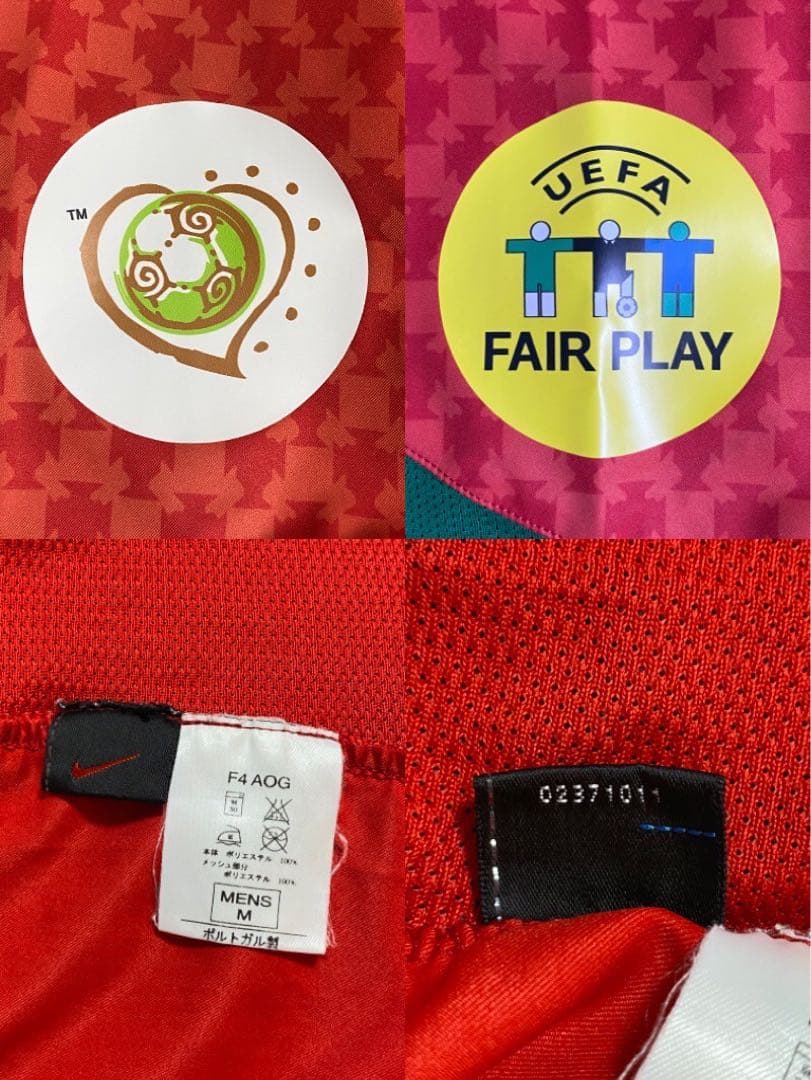 TM
UEFA
FAIR PLAY
F4 AOG
M
30
本体 ポリエステル 100%
メッシュ部分
ポリエステル 100%
MENS
M
ポルトガル製
02371011